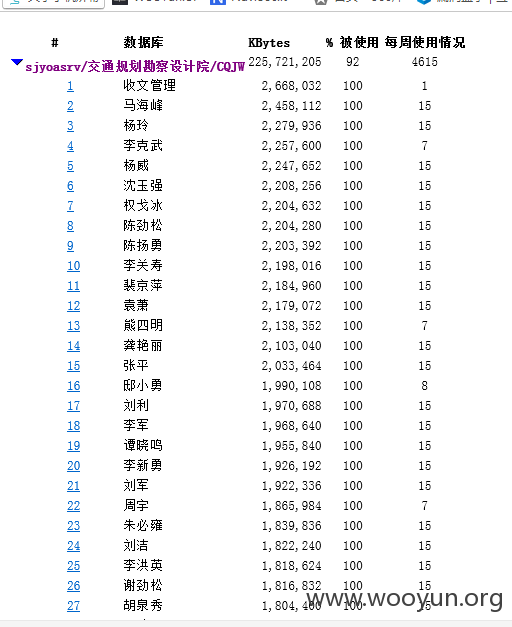 # 数据库 KBytes % 被使用 每周使用情况
sjyoasrv/交通规划勘察设计院/CQJW 225,721,205 92 4615
1 收文管理 2,668,032 100 1
2 马海峰 2,458,112 100 15
3 杨玲 2,279,936 100 15
4 李克武 2,257,600 100 7
5 杨威 2,247,652 100 15
6 沈玉强 2,208,256 100 15
7 权戈冰 2,204,632 100 15
8 陈劲松 2,204,280 100 15
9 陈扬勇 2,203,392 100 15
10 李关寿 2,198,016 100 15
11 裴京萍 2,184,960 100 15
12 袁萧 2,179,072 100 15
13 熊四明 2,138,352 100 7
14 龚艳丽 2,103,040 100 15
15 张平 2,033,464 100 15
16 邸小勇 1,990,108 100 8
17 刘利 1,970,688 100 15
18 李军 1,968,640 100 15
19 谭晓鸣 1,955,840 100 15
20 李新勇 1,926,192 100 15
21 刘军 1,922,336 100 15
22 周宇 1,865,984 100 7
23 朱必雍 1,839,836 100 15
24 刘洁 1,822,240 100 15
25 李洪英 1,818,624 100 15
26 谢劲松 1,816,832 100 15
27 胡泉秀 1,804,460 100 15
www.wooyun.org